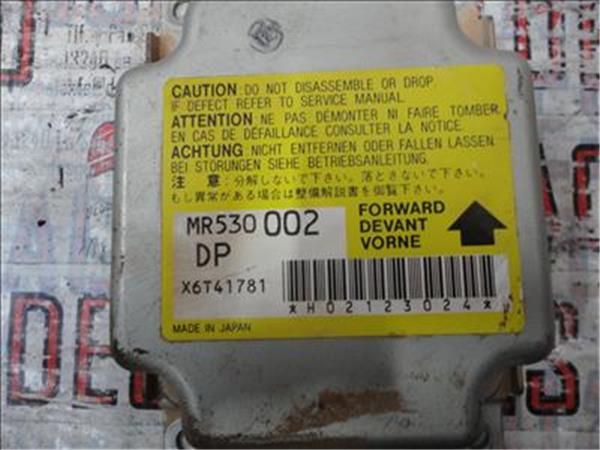 CAUTION: DO NOT DISASSEMBLE OR DROP.
IF DEFECT REFER TO SERVICE MANUAL.
ATTENTION: NE PAS DÉMONTER NI FAIRE TOMBER.
EN CAS DE DÉFAILLANCE CONSULTER LA NOTICE.
ACHTUNG: NICHT ENTFERNEN ODER FALLEN LASSEN
BEI STÖRUNGEN SIEHE BETRIEBSANLEITUNG.
注 意:分解しないで下さい。落とさないで下さい。
もし異常がある場合は整備解説書を御覧下さい。
MR530 002
DP
X6T41781
FORWARD
DEVANT
VORNE
*H02123024*
MADE IN JAPAN